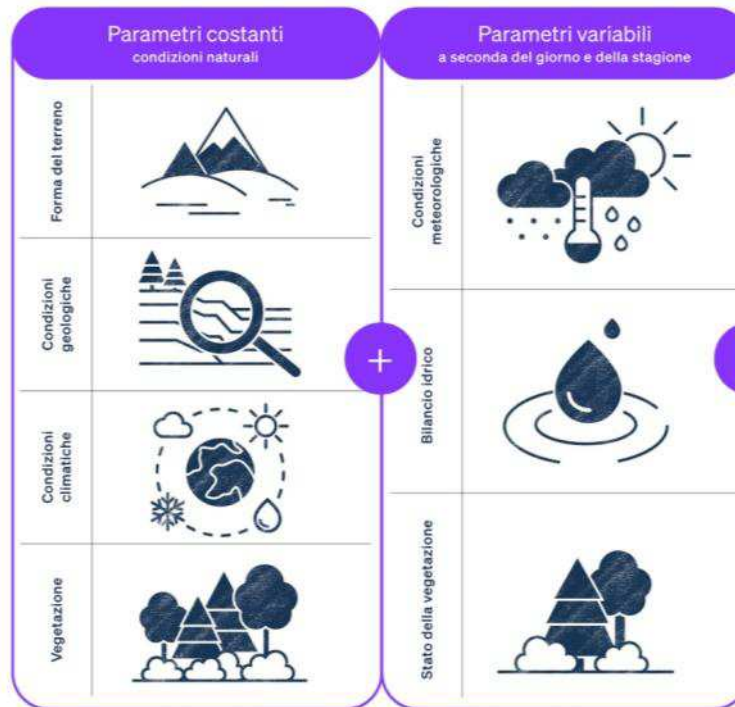 Parametri costanti
condizioni naturali
Forma del terreno
Condizioni
geologiche
Condizioni
climatiche
Vegetazione
+
Parametri variabili
a seconda del giorno e della stagione
Condizioni
meteorologiche
Bilancio idrico
Stato della vegetazione